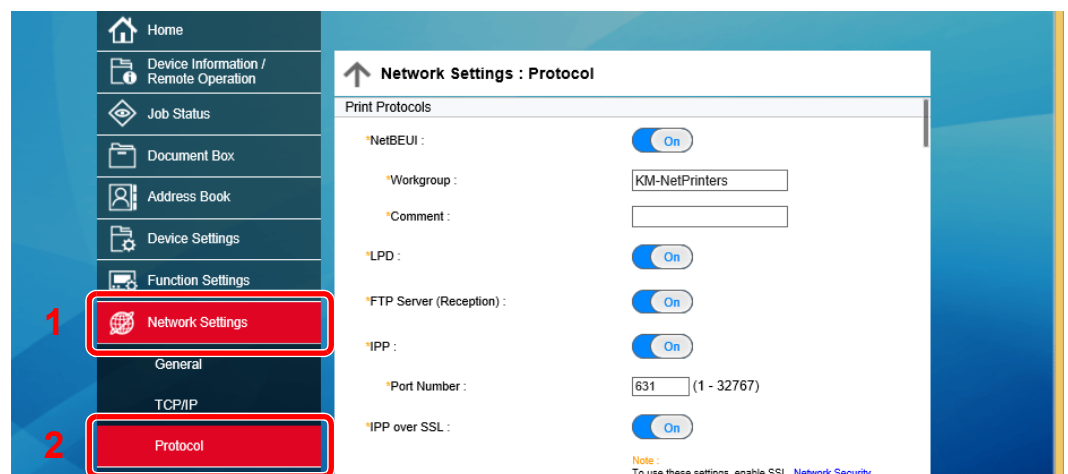 Home
Device Information /
Remote Operation
Job Status
Document Box
Address Book
Device Settings
Function Settings
1
Network Settings
General
TCP/IP
2
Protocol
Network Settings : Protocol
Print Protocols
*NetBEUI :
On
*Workgroup :
KM-NetPrinters
*Comment :
*LPD :
On
*FTP Server (Reception) :
On
*IPP :
On
*Port Number :
631 (1 - 32767)
*IPP over SSL :
On
Note :
To use these settings, enable SSL. Network Security